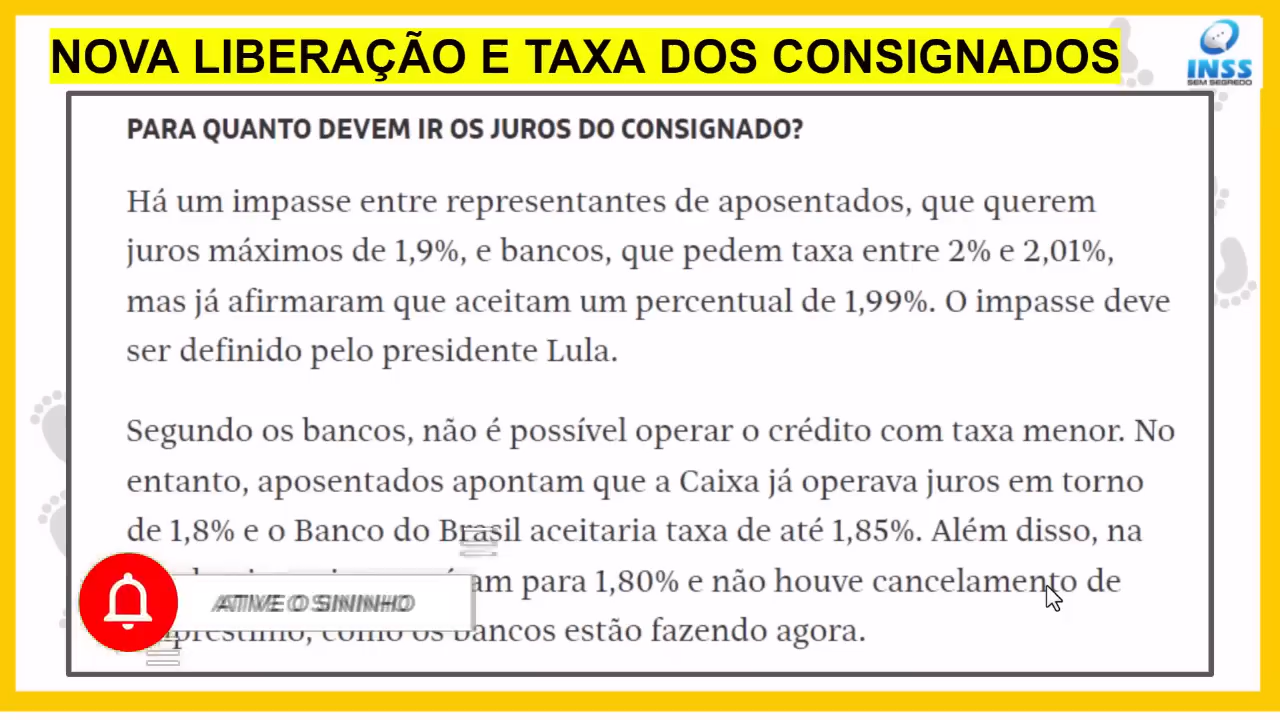 NOVA LIBERAÇÃO E TAXA DOS CONSIGNADOS
INSS
SEM SEGREDO
PARA QUANTO DEVEM IR OS JUROS DO CONSIGNADO?
Há um impasse entre representantes de aposentados, que querem
juros máximos de 1,9%, e bancos, que pedem taxa entre 2% e 2,01%,
mas já afirmaram que aceitam um percentual de 1,99%. O impasse deve
ser definido pelo presidente Lula.
Segundo os bancos, não é possível operar o crédito com taxa menor. No
entanto, aposentados apontam que a Caixa já operava juros em torno
de 1,8% e o Banco do Brasil aceitaria taxa de até 1,85%. Além disso, na
para 1,80% e não houve cancelamento de
ATIVE O SININHO
como os bancos estão fazendo agora.